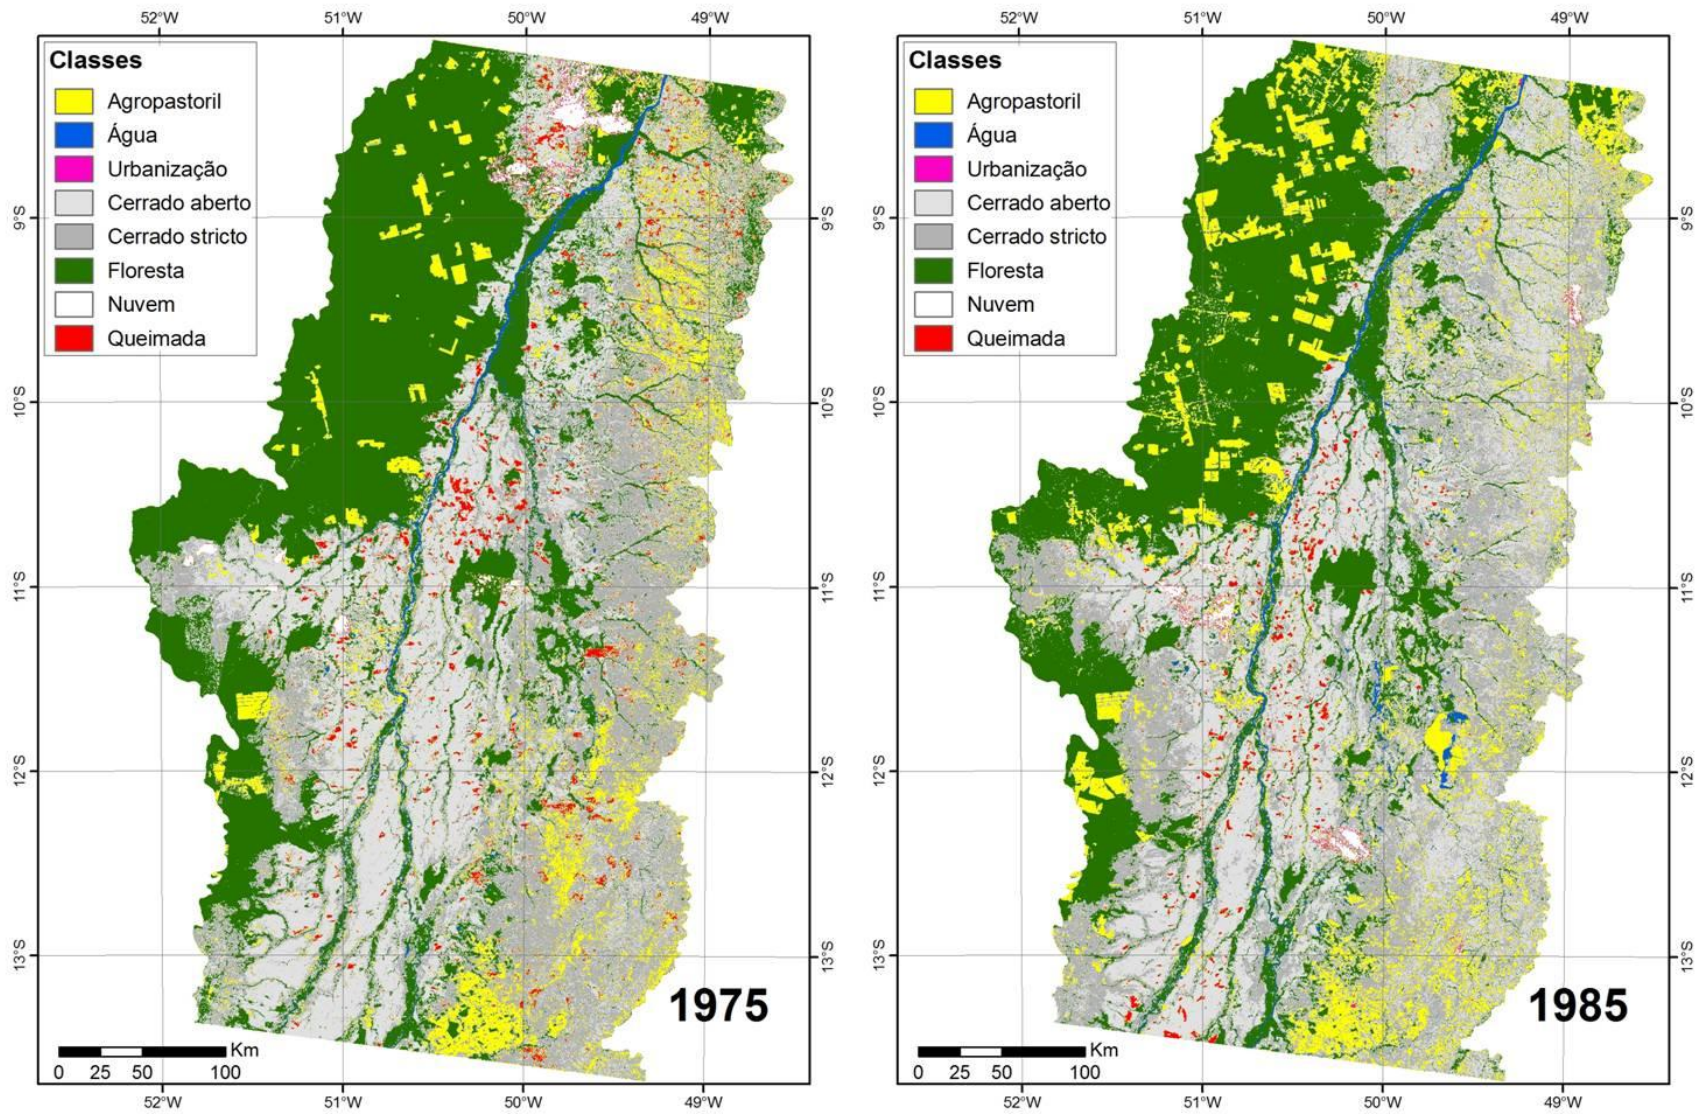 52°W 51°W 50°W 49°W
Classes
Agropastoril
Água
Urbanização
Cerrado aberto
Cerrado stricto
Floresta
Nuvem
Queimada
9°S 9°S
10°S 10°S
11°S 11°S
12°S 12°S
13°S 13°S
1975
Km
0 25 50 100
52°W 51°W 50°W 49°W
52°W 51°W 50°W 49°W
Classes
Agropastoril
Água
Urbanização
Cerrado aberto
Cerrado stricto
Floresta
Nuvem
Queimada
9°S 9°S
10°S 10°S
11°S 11°S
12°S 12°S
13°S 13°S
1985
Km
0 25 50 100
52°W 51°W 50°W 49°W